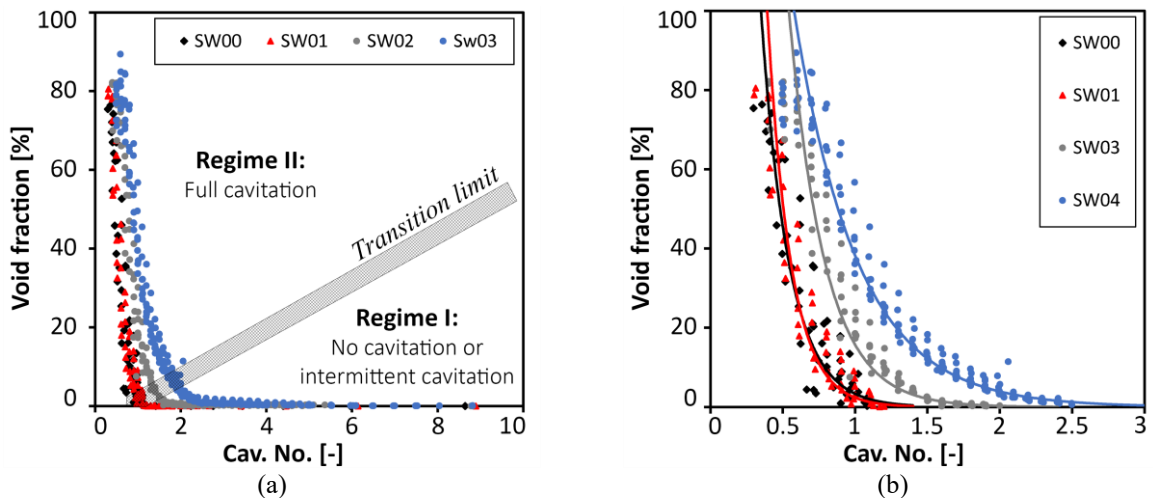 100
80
60
40
20
0
Void fraction [%]
SW00 SW01 SW02 Sw03
Regime II:
Full cavitation
Transition limit
Regime I:
No cavitation or
intermittent cavitation
0 2 4 6 8 10
Cav. No. [-]
(a)
100
80
60
40
20
0
Void fraction [%]
SW00
SW01
SW03
SW04
0 0.5 1 1.5 2 2.5 3
Cav. No. [-]
(b)